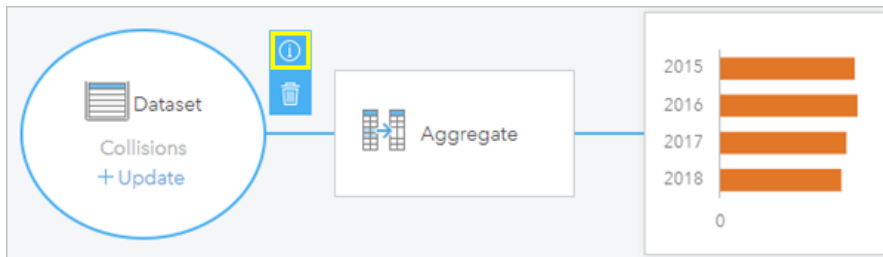 Dataset
Collisions
+Update
Aggregate
2015
2016
2017
2018
0